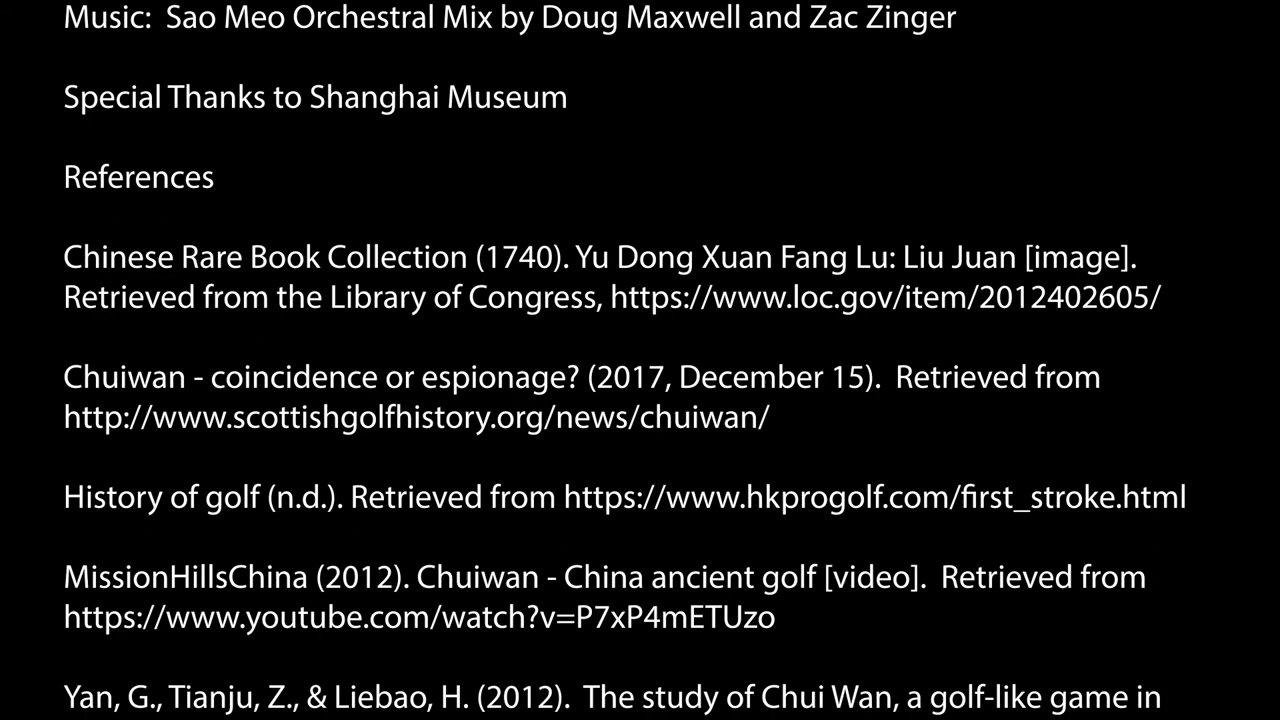 Music:  Sao Meo Orchestral Mix by Doug Maxwell and Zac Zinger
Special Thanks to Shanghai Museum
References
Chinese Rare Book Collection (1740). Yu Dong Xuan Fang Lu: Liu Juan [image].
Retrieved from the Library of Congress, https://www.loc.gov/item/2012402605/
Chuiwan - coincidence or espionage? (2017, December 15).  Retrieved from
http://www.scottishgolfhistory.org/news/chuiwan/
History of golf (n.d.). Retrieved from https://www.hkprogolf.com/first_stroke.html
MissionHillsChina (2012). Chuiwan - China ancient golf [video].  Retrieved from
https://www.youtube.com/watch?v=P7xP4mETUzo
Yan, G., Tianju, Z., & Liebao, H. (2012).  The study of Chui Wan, a golf-like game in